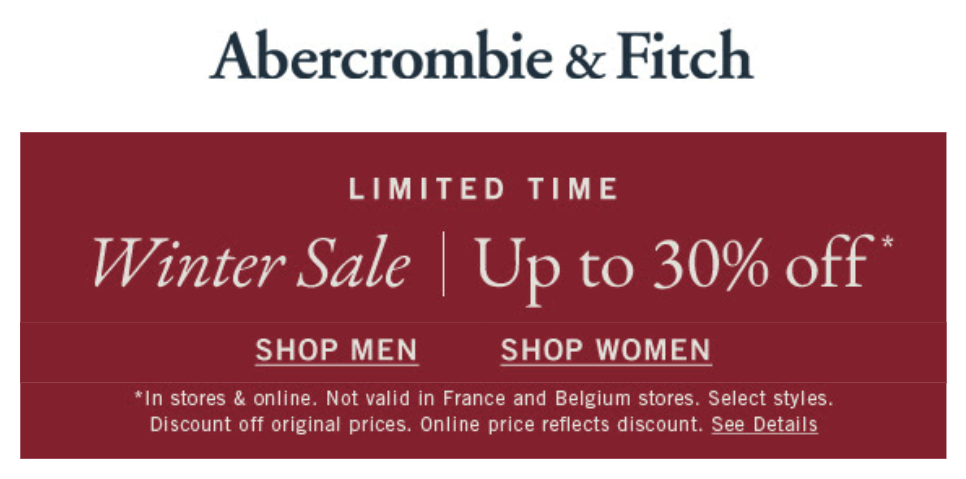 Abercrombie & Fitch
LIMITED TIME
Winter Sale | Up to 30% off*
SHOP MEN SHOP WOMEN
*In stores & online. Not valid in France and Belgium stores. Select styles.
Discount off original prices. Online price reflects discount. See Details